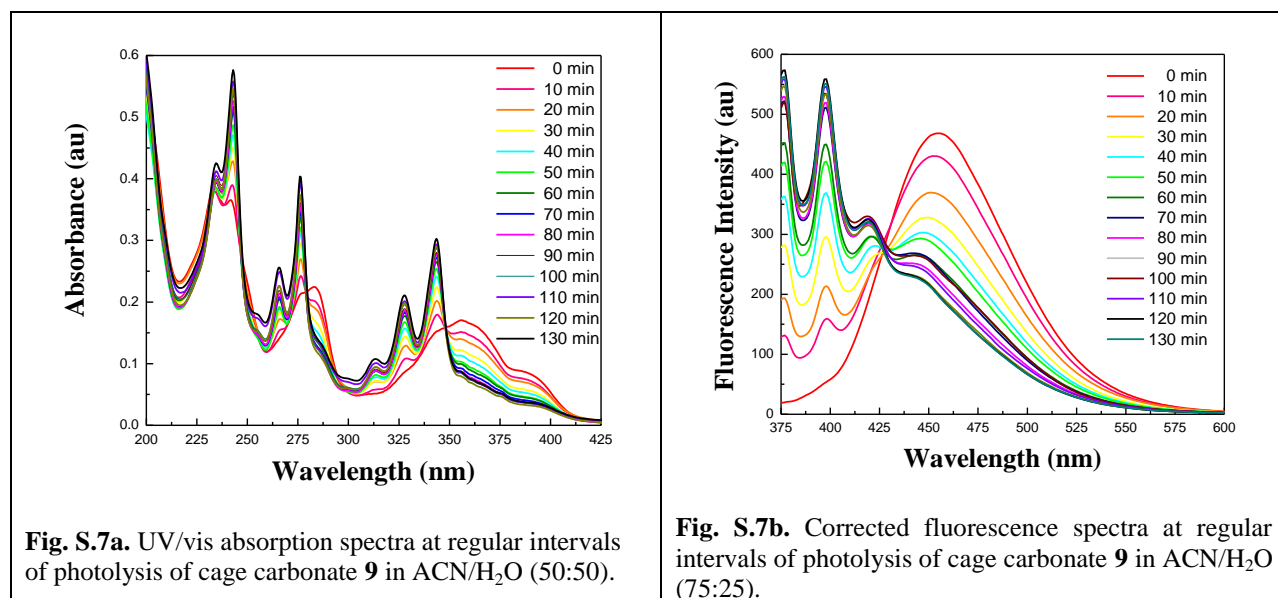 0.6
0.5
0.4
0.3
0.2
0.1
0.0
Absorbance (au)
200 225 250 275 300 325 350 375 400 425
Wavelength (nm)
0 min
10 min
20 min
30 min
40 min
50 min
60 min
70 min
80 min
90 min
100 min
110 min
120 min
130 min
Fig. S.7a. UV/vis absorption spectra at regular intervals
of photolysis of cage carbonate 9 in ACN/H₂O (50:50).
600
500
400
300
200
100
0
Fluorescence Intensity (au)
375 400 425 450 475 500 525 550 575 600
Wavelength (nm)
0 min
10 min
20 min
30 min
40 min
50 min
60 min
70 min
80 min
90 min
100 min
110 min
120 min
130 min
Fig. S.7b. Corrected fluorescence spectra at regular
intervals of photolysis of cage carbonate 9 in ACN/H₂O
(75:25).